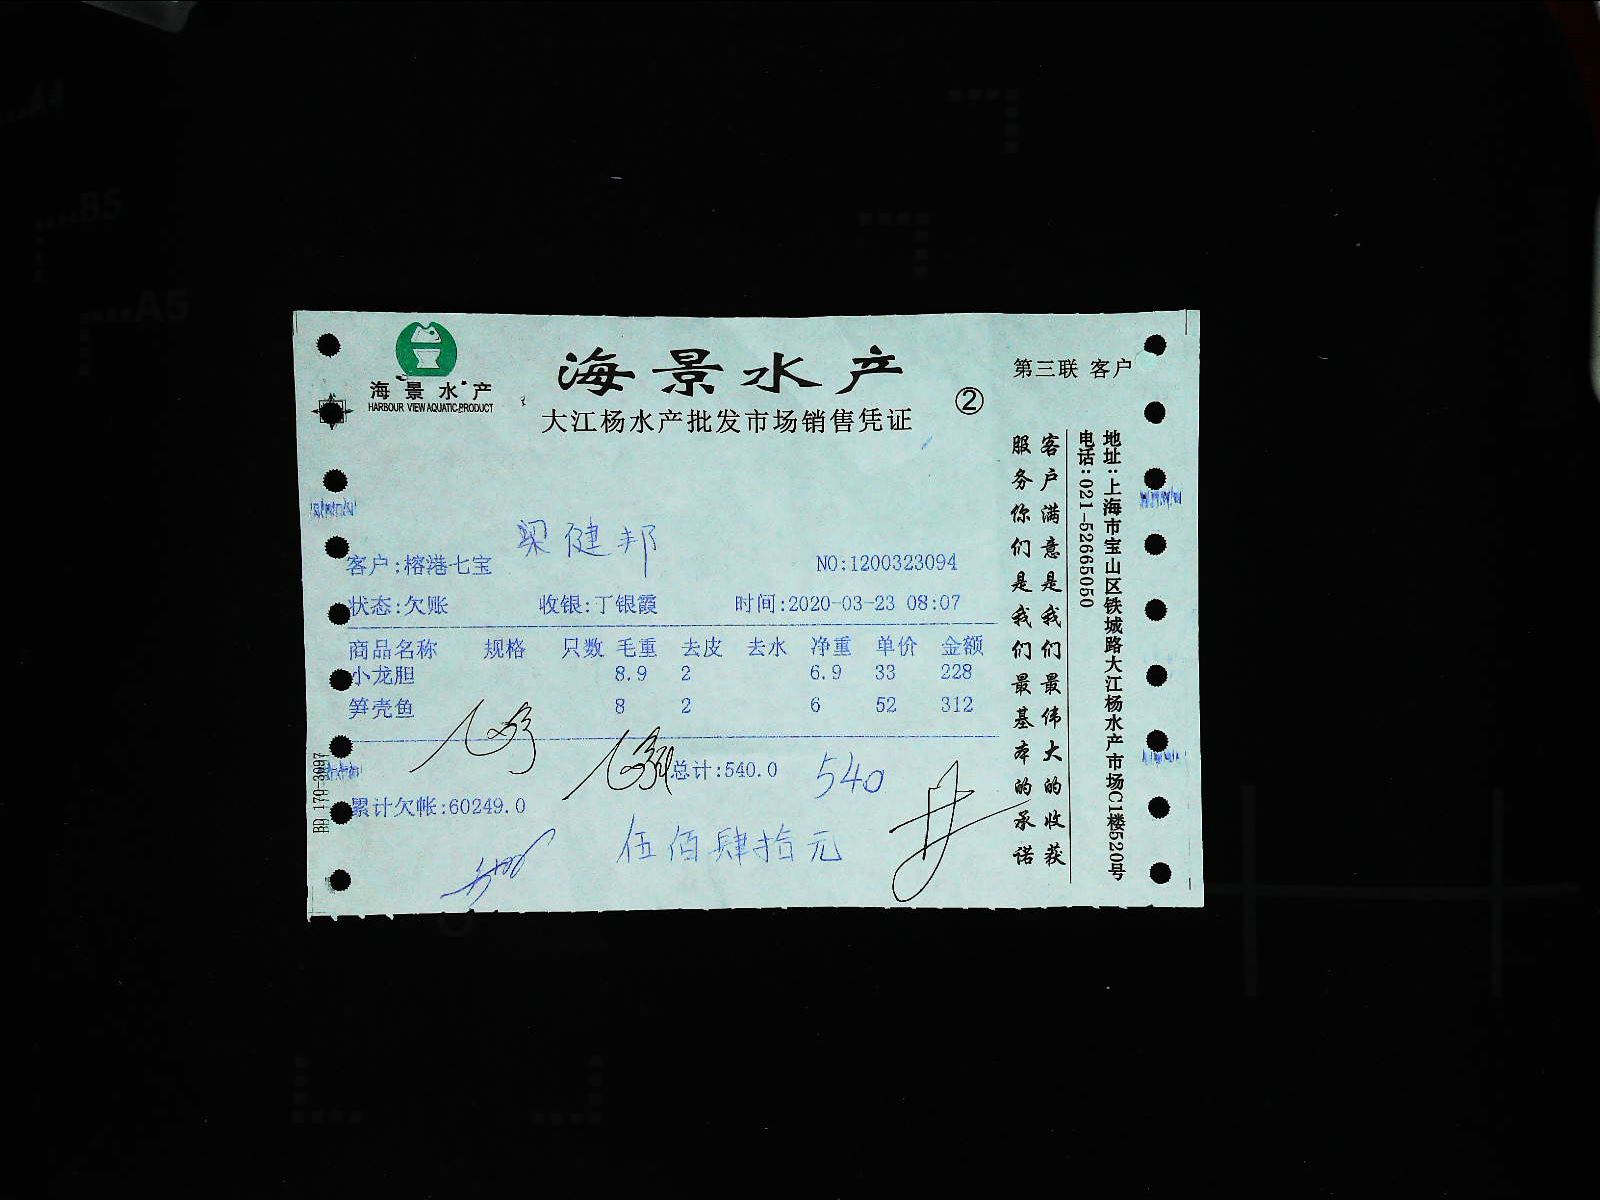 海景水产
HARBOUR VIEW AQUATIC PRODUCT
海景水产
大江杨水产批发市场销售凭证
②
第三联 客户
梁健邦
客户:榕港七宝 NO:1200323094
状态:欠账 收银:丁银霞 时间:2020-03-23 08:07
商品名称 规格 只数 毛重 去皮 去水 净重 单价 金额
小龙胆 8.9 2 6.9 33 228
笋壳鱼 8 2 6 52 312
总计:540.0 540
累计欠帐:60249.0
伍佰肆拾元
客户满意是我们最伟大的收获
服务你们是我们最基本的承诺
地址:上海市宝山区铁城路大江杨水产市场C1楼520号
电话:021-52665050